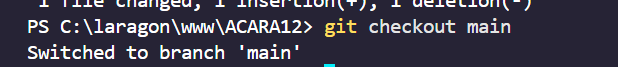 1 file changed, 1 insertion(+), 1 deletion(-)
PS C:\laragon\www\ACARA12> git checkout main
Switched to branch 'main'